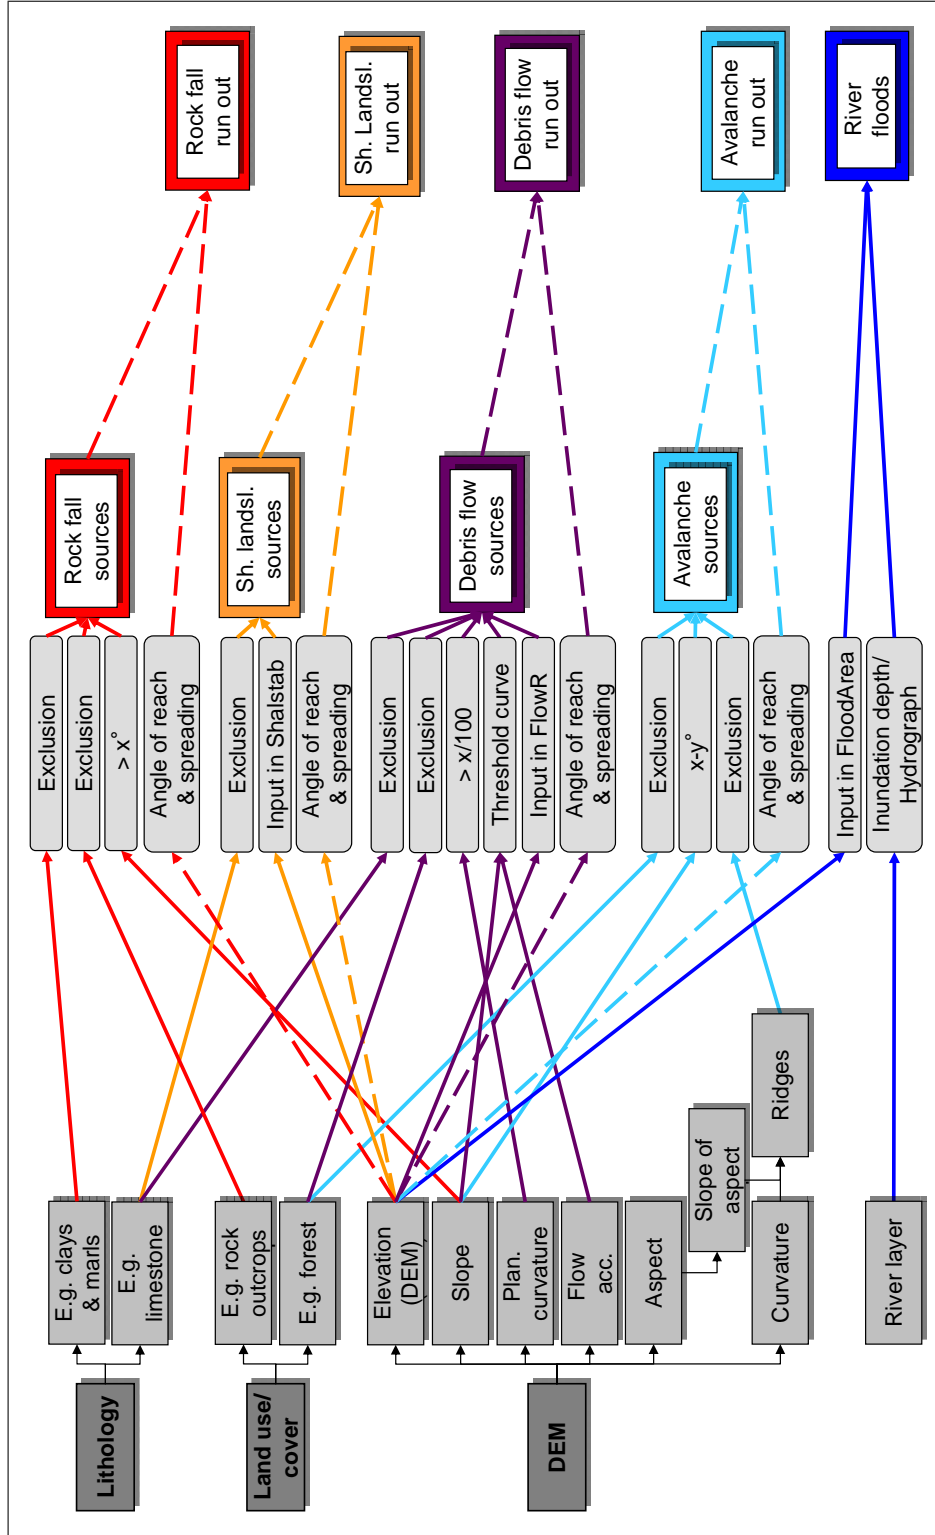 Lithology
Land use/
cover
DEM
E.g. clays
& marls
E.g.
limestone
E.g. rock
outcrops
E.g. forest
Elevation
(DEM)
Slope
Plan.
curvature
Flow
acc.
Aspect
Curvature
River layer
Slope of
aspect
Ridges
Exclusion
Exclusion
> x°
Angle of reach
& spreading
Exclusion
Input in Shalstab
Angle of reach
& spreading
Exclusion
Exclusion
> x/100
Threshold curve
Input in FlowR
Angle of reach
& spreading
Exclusion
x-y°
Exclusion
Angle of reach
& spreading
Input in FloodArea
Inundation depth/
Hydrograph
Rock fall
sources
Sh. landsl.
sources
Debris flow
sources
Avalanche
sources
Rock fall
run out
Sh. Landsl.
run out
Debris flow
run out
Avalanche
run out
River
floods